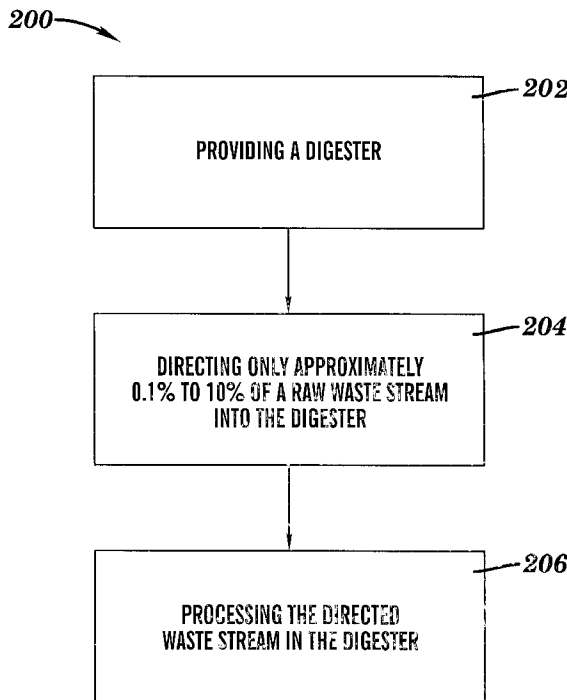 200
202
PROVIDING A DIGESTER
204
DIRECTING ONLY APPROXIMATELY
0.1% TO 10% OF A RAW WASTE STREAM
INTO THE DIGESTER
206
PROCESSING THE DIRECTED
WASTE STREAM IN THE DIGESTER